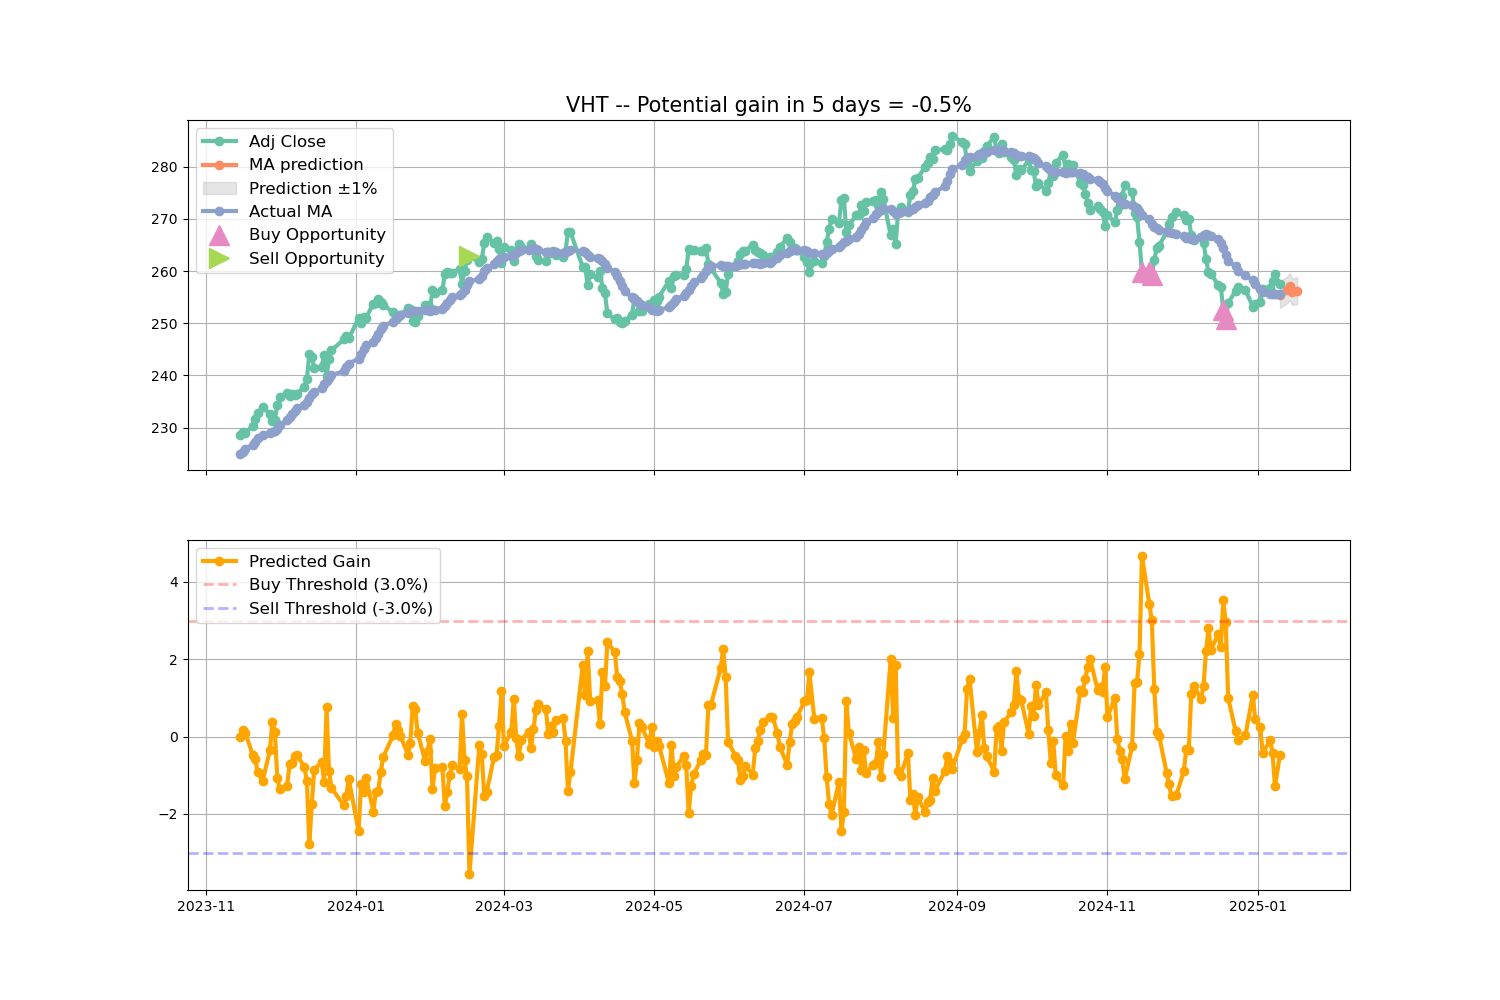 VHT -- Potential gain in 5 days = -0.5%
Adj Close
MA prediction
Prediction ±1%
Actual MA
Buy Opportunity
Sell Opportunity
280
270
260
250
240
230
Predicted Gain
Buy Threshold (3.0%)
Sell Threshold (-3.0%)
4
2
0
−2
2023-11
2024-01
2024-03
2024-05
2024-07
2024-09
2024-11
2025-01